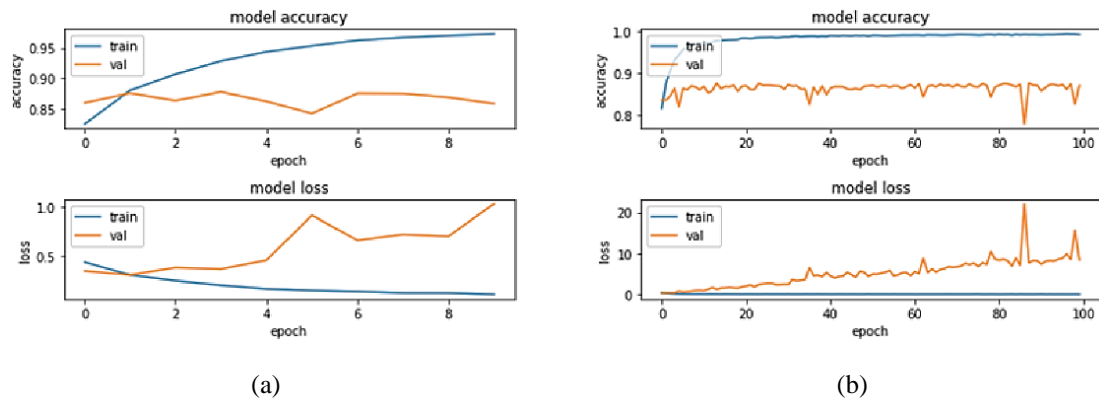 model accuracy
accuracy
0.95
0.90
0.85
train
val
0 2 4 6 8
epoch
model loss
loss
1.0
0.5
train
val
0 2 4 6 8
epoch
(a)
model accuracy
accuracy
1.0
0.9
0.8
train
val
0 20 40 60 80 100
epoch
model loss
loss
20
10
0
train
val
0 20 40 60 80 100
epoch
(b)